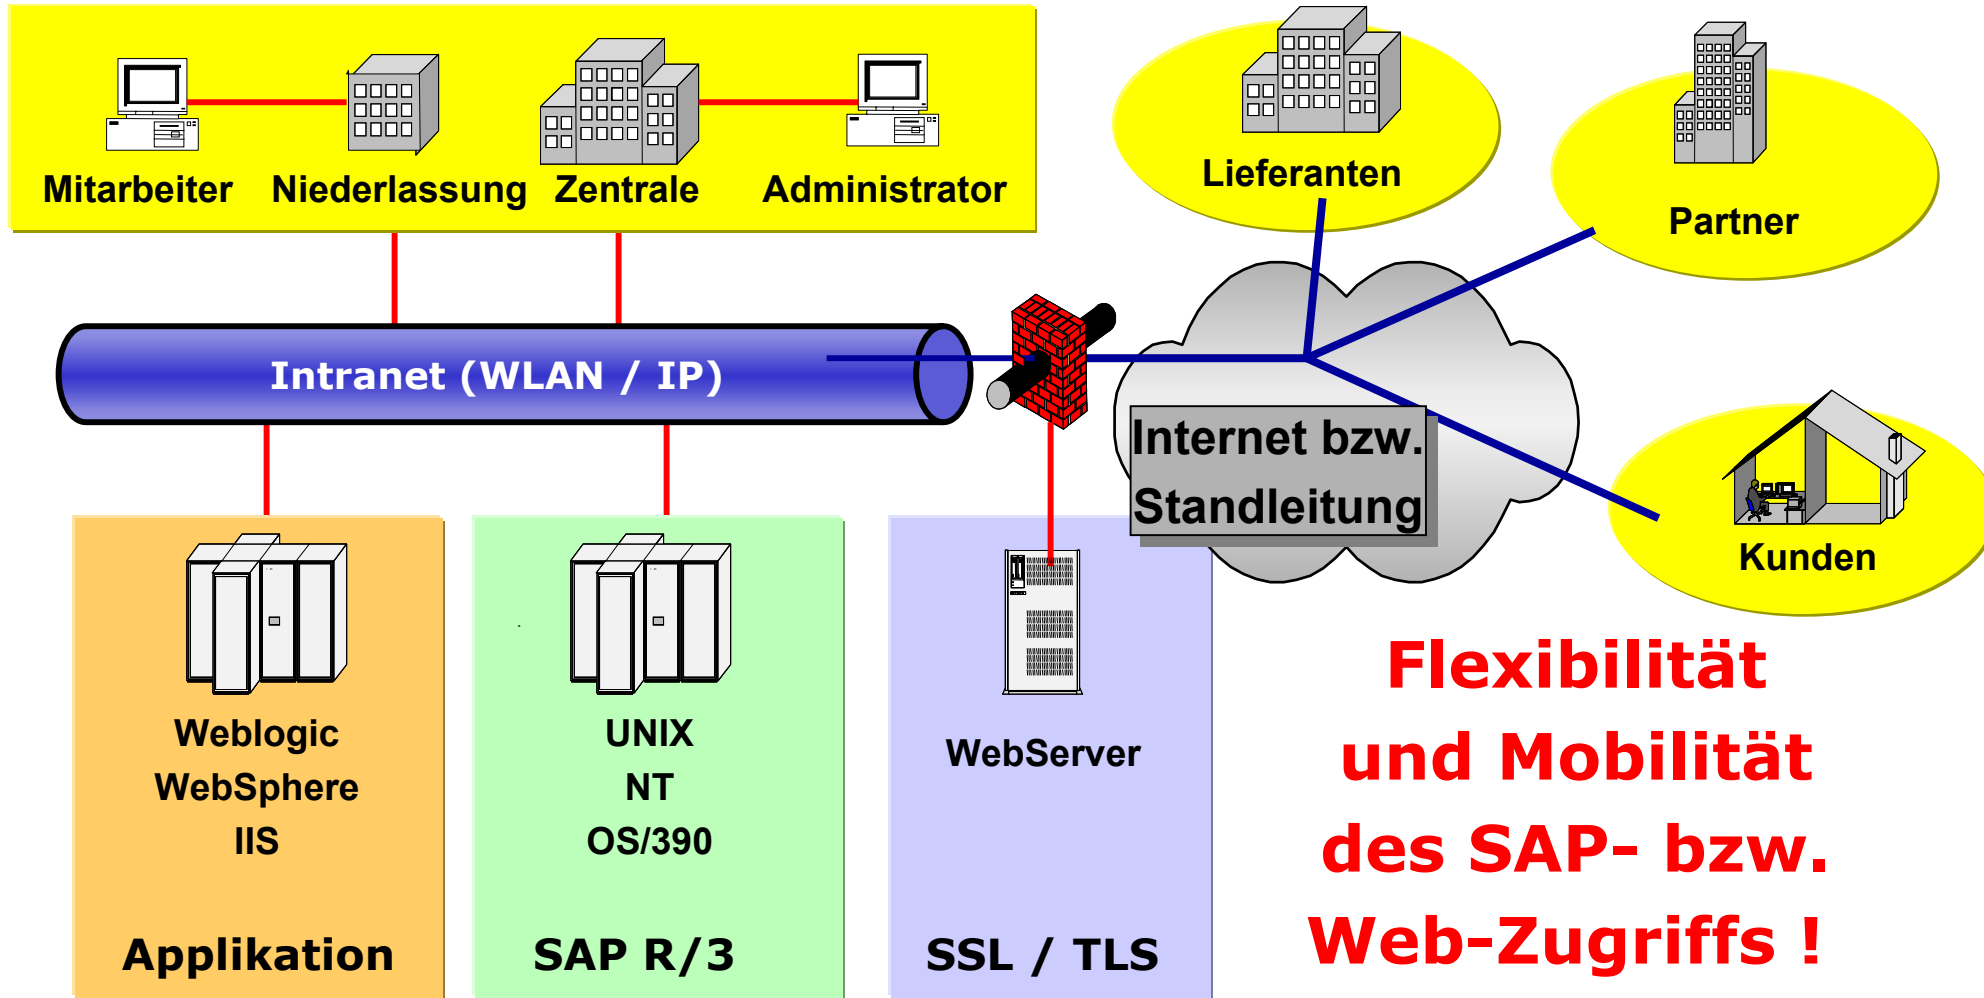 Mitarbeiter Niederlassung Zentrale Administrator
Lieferanten
Partner
Intranet (WLAN / IP)
Internet bzw.
Standleitung
Kunden
Weblogic
WebSphere
IIS
Applikation
UNIX
NT
OS/390
SAP R/3
WebServer
SSL / TLS
Flexibilität
und Mobilität
des SAP- bzw.
Web-Zugriffs !